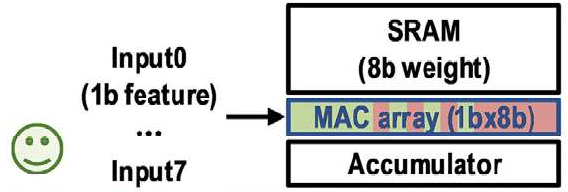 Input0
(1b feature)
...
Input7
SRAM
(8b weight)
MAC array (1bx8b)
Accumulator